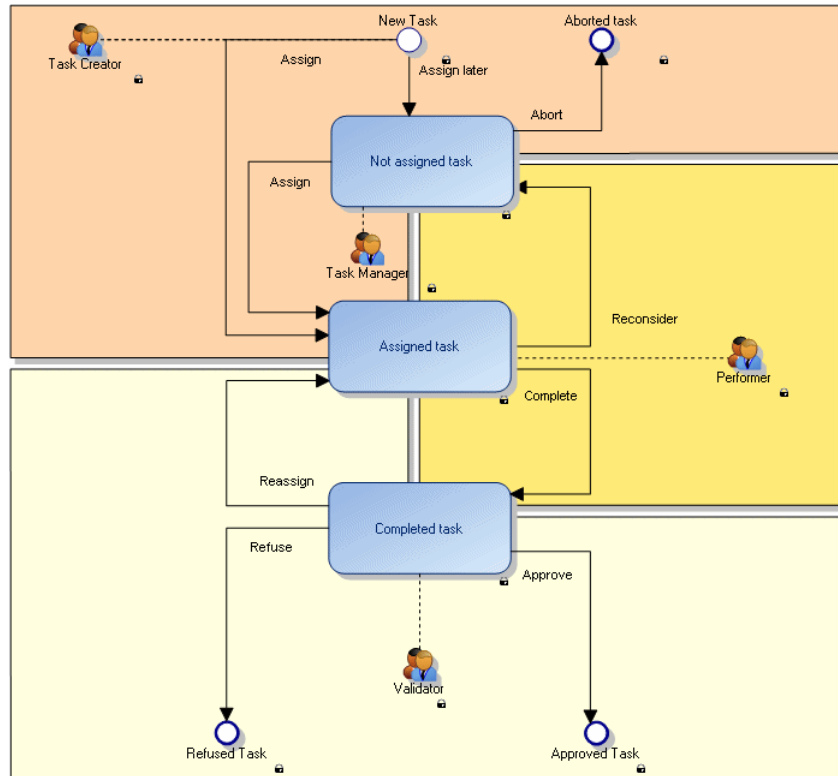 New Task
Aborted task
Assign
Task Creator
Assign later
Abort
Not assigned task
Assign
Task Manager
Reconsider
Assigned task
Performer
Complete
Reassign
Completed task
Refuse
Approve
Validator
Refused Task
Approved Task